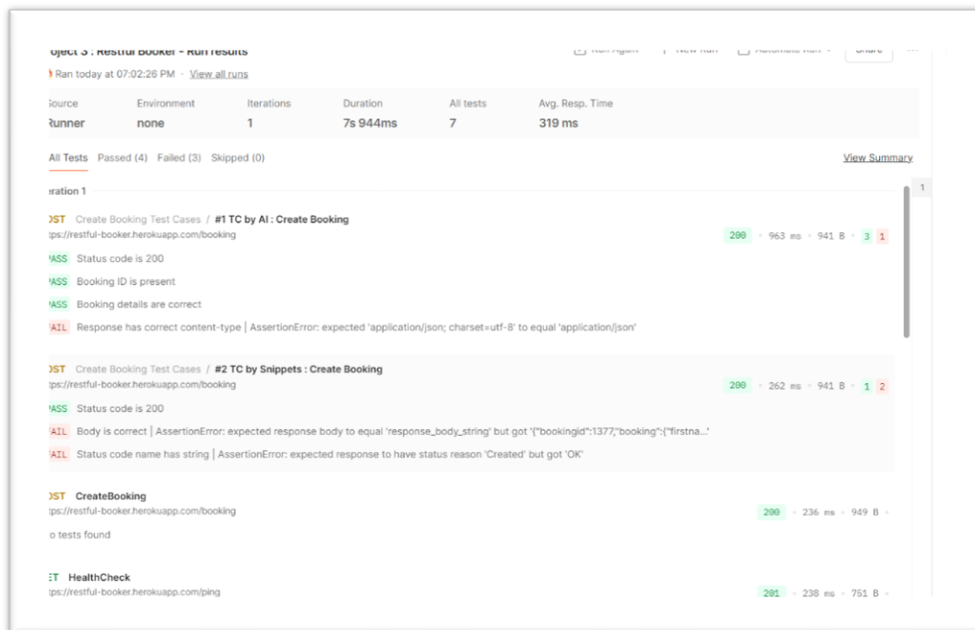 oject 3 : Restful Booker - Run results
Run Again New Run Automate Run Share
Ran today at 07:02:26 PM · View all runs
Source Environment Iterations Duration All tests Avg. Resp. Time
Runner none 1 7s 944ms 7 319 ms
All Tests Passed (4) Failed (3) Skipped (0) View Summary
eration 1
1
OST Create Booking Test Cases / #1 TC by AI : Create Booking
tps://restful-booker.herokuapp.com/booking
200 · 963 ms · 941 B · 3 1
PASS Status code is 200
PASS Booking ID is present
PASS Booking details are correct
FAIL Response has correct content-type | AssertionError: expected 'application/json; charset=utf-8' to equal 'application/json'
OST Create Booking Test Cases / #2 TC by Snippets : Create Booking
tps://restful-booker.herokuapp.com/booking
200 · 262 ms · 941 B · 1 2
PASS Status code is 200
FAIL Body is correct | AssertionError: expected response body to equal 'response_body_string' but got '{"bookingid":1377,"booking":{"firstna...'
FAIL Status code name has string | AssertionError: expected response to have status reason 'Created' but got 'OK'
OST CreateBooking
tps://restful-booker.herokuapp.com/booking
200 · 236 ms · 949 B ·
o tests found
ET HealthCheck
tps://restful-booker.herokuapp.com/ping
201 · 238 ms · 751 B ·